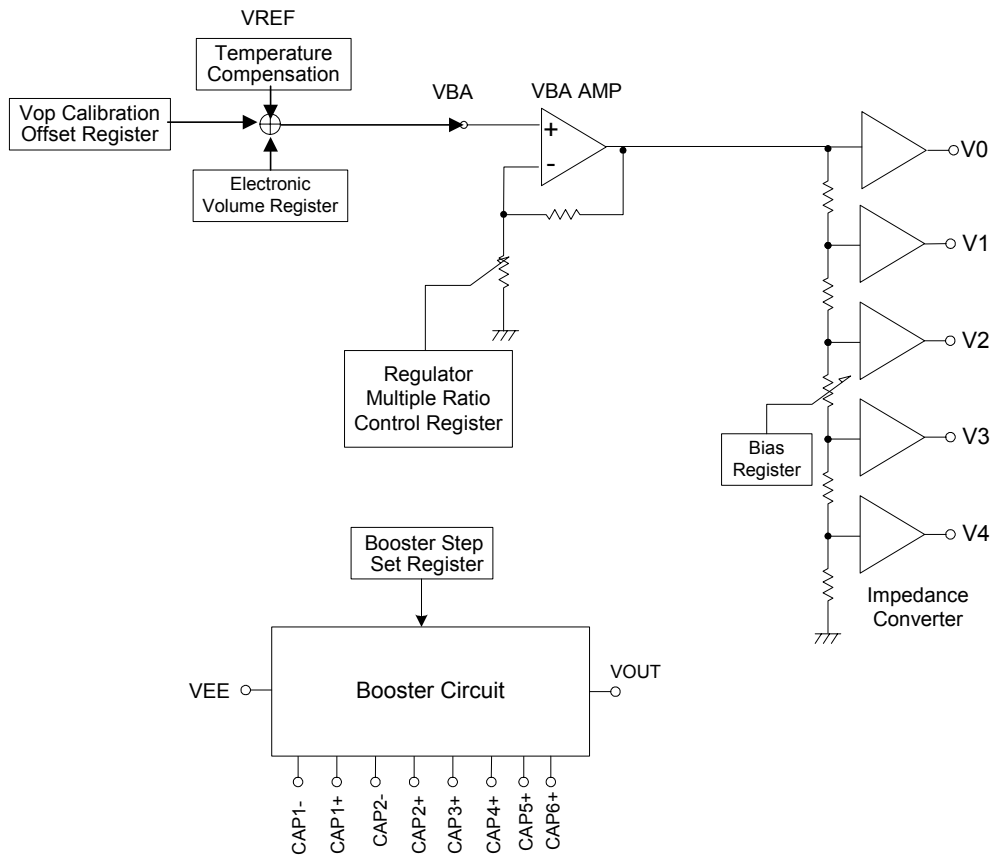 VREF
Temperature
Compensation
Vop Calibration
Offset Register
Electronic
Volume Register
VBA
VBA AMP
+
-
Regulator
Multiple Ratio
Control Register
V0
V1
V2
V3
V4
Bias
Register
Impedance
Converter
Booster Step
Set Register
VEE
Booster Circuit
VOUT
CAP1-
CAP1+
CAP2-
CAP2+
CAP3+
CAP4+
CAP5+
CAP6+